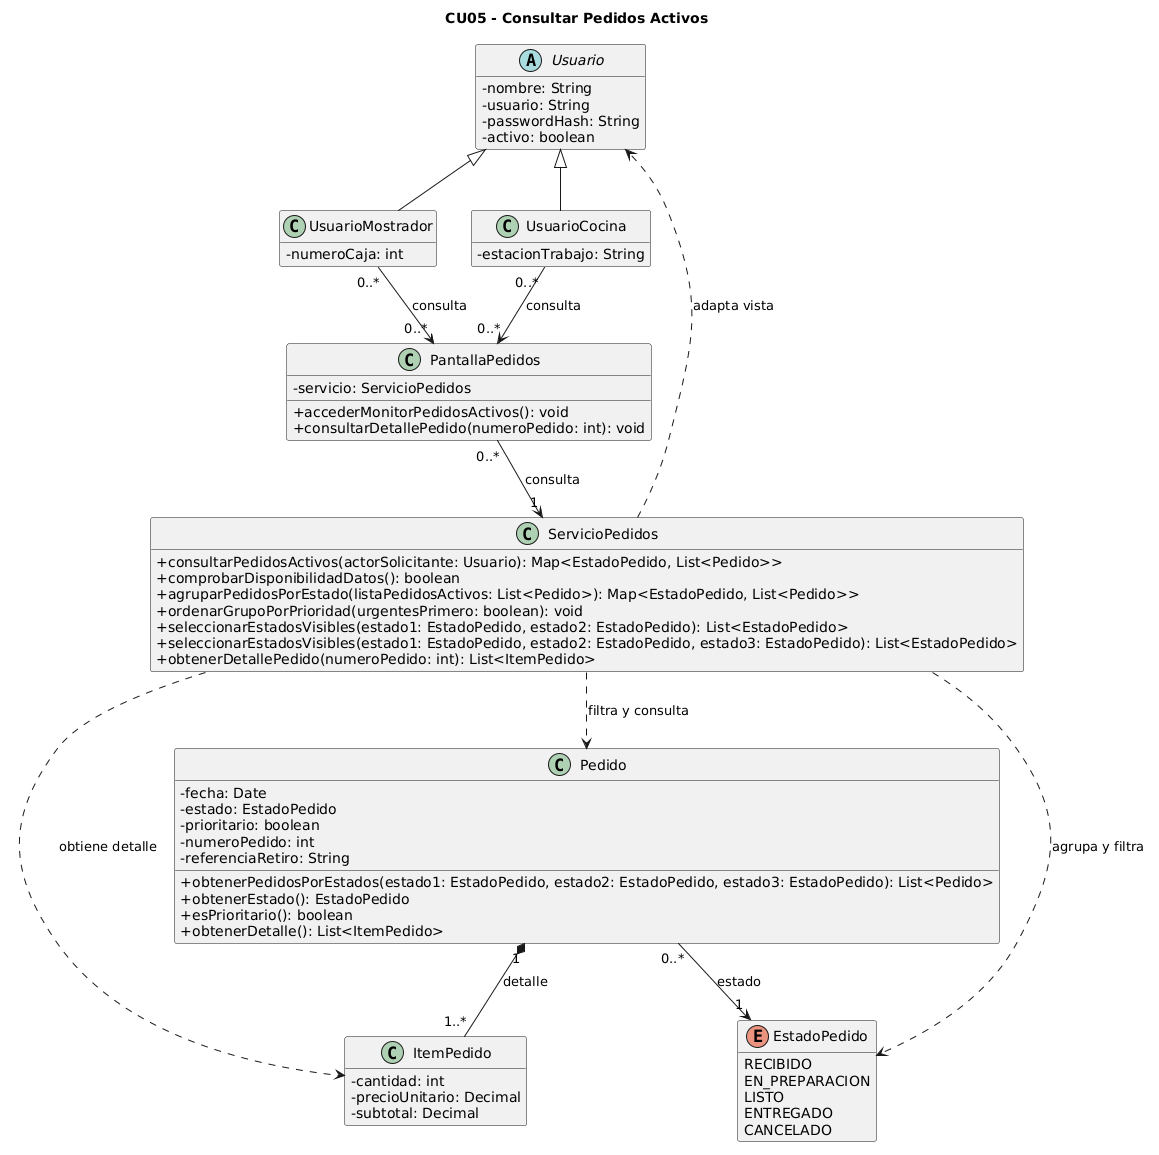 CU05 - Consultar Pedidos Activos
A Usuario
-nombre: String
-usuario: String
-passwordHash: String
-activo: boolean
C UsuarioMostrador
-numeroCaja: int
C UsuarioCocina
-estacionTrabajo: String
adapta vista
0..*
consulta
0..*
0..*
consulta
0..*
C PantallaPedidos
-servicio: ServicioPedidos
+accederMonitorPedidosActivos(): void
+consultarDetallePedido(numeroPedido: int): void
0..*
consulta
1
C ServicioPedidos
+consultarPedidosActivos(actorSolicitante: Usuario): Map<EstadoPedido, List<Pedido>>
+comprobarDisponibilidadDatos(): boolean
+agruparPedidosPorEstado(listaPedidosActivos: List<Pedido>): Map<EstadoPedido, List<Pedido>>
+ordenarGrupoPorPrioridad(urgentesPrimero: boolean): void
+seleccionarEstadosVisibles(estado1: EstadoPedido, estado2: EstadoPedido): List<EstadoPedido>
+seleccionarEstadosVisibles(estado1: EstadoPedido, estado2: EstadoPedido, estado3: EstadoPedido): List<EstadoPedido>
+obtenerDetallePedido(numeroPedido: int): List<ItemPedido>
filtra y consulta
obtiene detalle
agrupa y filtra
C Pedido
-fecha: Date
-estado: EstadoPedido
-prioritario: boolean
-numeroPedido: int
-referenciaRetiro: String
+obtenerPedidosPorEstados(estado1: EstadoPedido, estado2: EstadoPedido, estado3: EstadoPedido): List<Pedido>
+obtenerEstado(): EstadoPedido
+esPrioritario(): boolean
+obtenerDetalle(): List<ItemPedido>
1
detalle
1..*
0..*
estado
1
C ItemPedido
-cantidad: int
-precioUnitario: Decimal
-subtotal: Decimal
E EstadoPedido
RECIBIDO
EN_PREPARACION
LISTO
ENTREGADO
CANCELADO